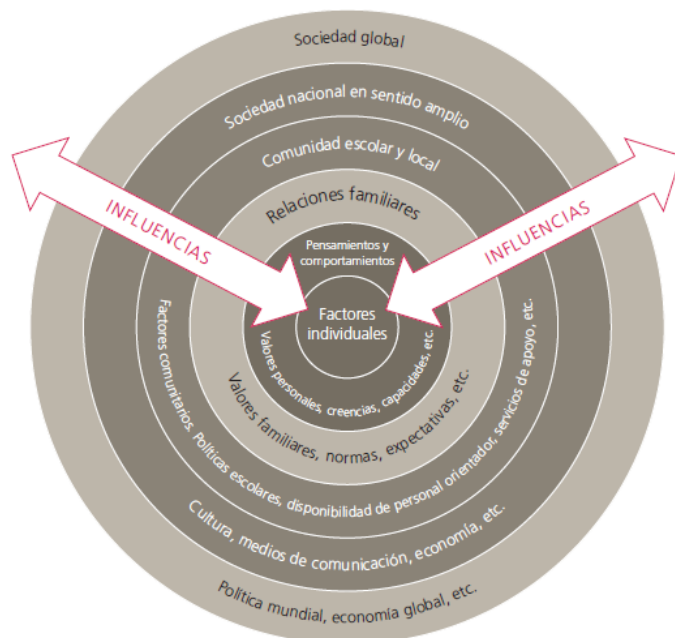 Sociedad global
Sociedad nacional en sentido amplio
Comunidad escolar y local
Relaciones familiares
Pensamientos y
comportamientos
INFLUENCIAS
INFLUENCIAS
Factores
individuales
Valores personales, creencias, capacidades, etc.
Valores familiares, normas, expectativas, etc.
Factores comunitarios. Políticas escolares, disponibilidad de personal orientador, servicios de apoyo, etc.
Cultura, medios de comunicación, economía, etc.
Política mundial, economía global, etc.